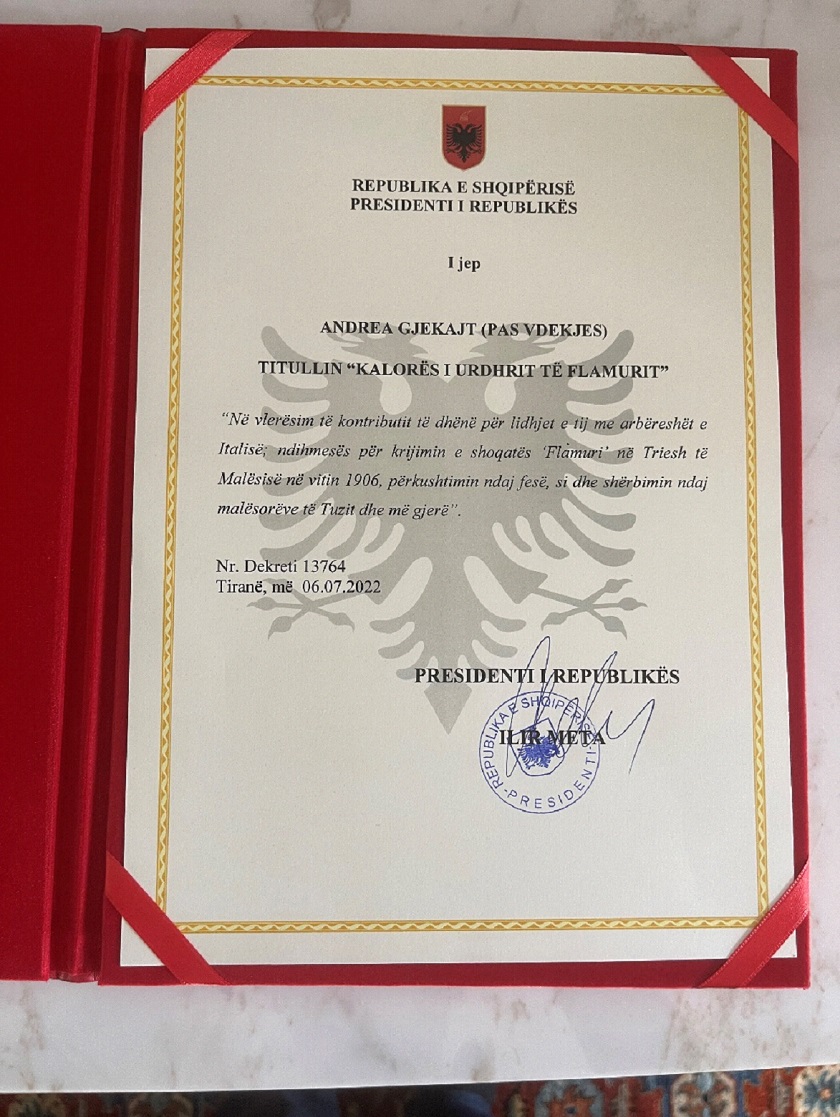 REPUBLIKA E SHQIPËRISË
PRESIDENTI I REPUBLIKËS
I jep
ANDREA GJEKAJT (PAS VDEKJES)
TITULLIN “KALORËS I URDHRIT TË FLAMURIT”
“Në vlerësim të kontributit të dhënë për lidhjet e tij me arbëreshët e
Italisë; ndihmesës për krijimin e shoqatës ‘Flamuri’ në Triesh të
Malësisë në vitin 1906, përkushtimin ndaj fesë, si dhe shërbimin ndaj
malësorëve të Tuzit dhe më gjerë”.
Nr. Dekreti 13764
Tiranë, më 06.07.2022
PRESIDENTI I REPUBLIKËS
ILIR META
REPUBLIKA E SHQIPËRISË
-PRESIDENTI-